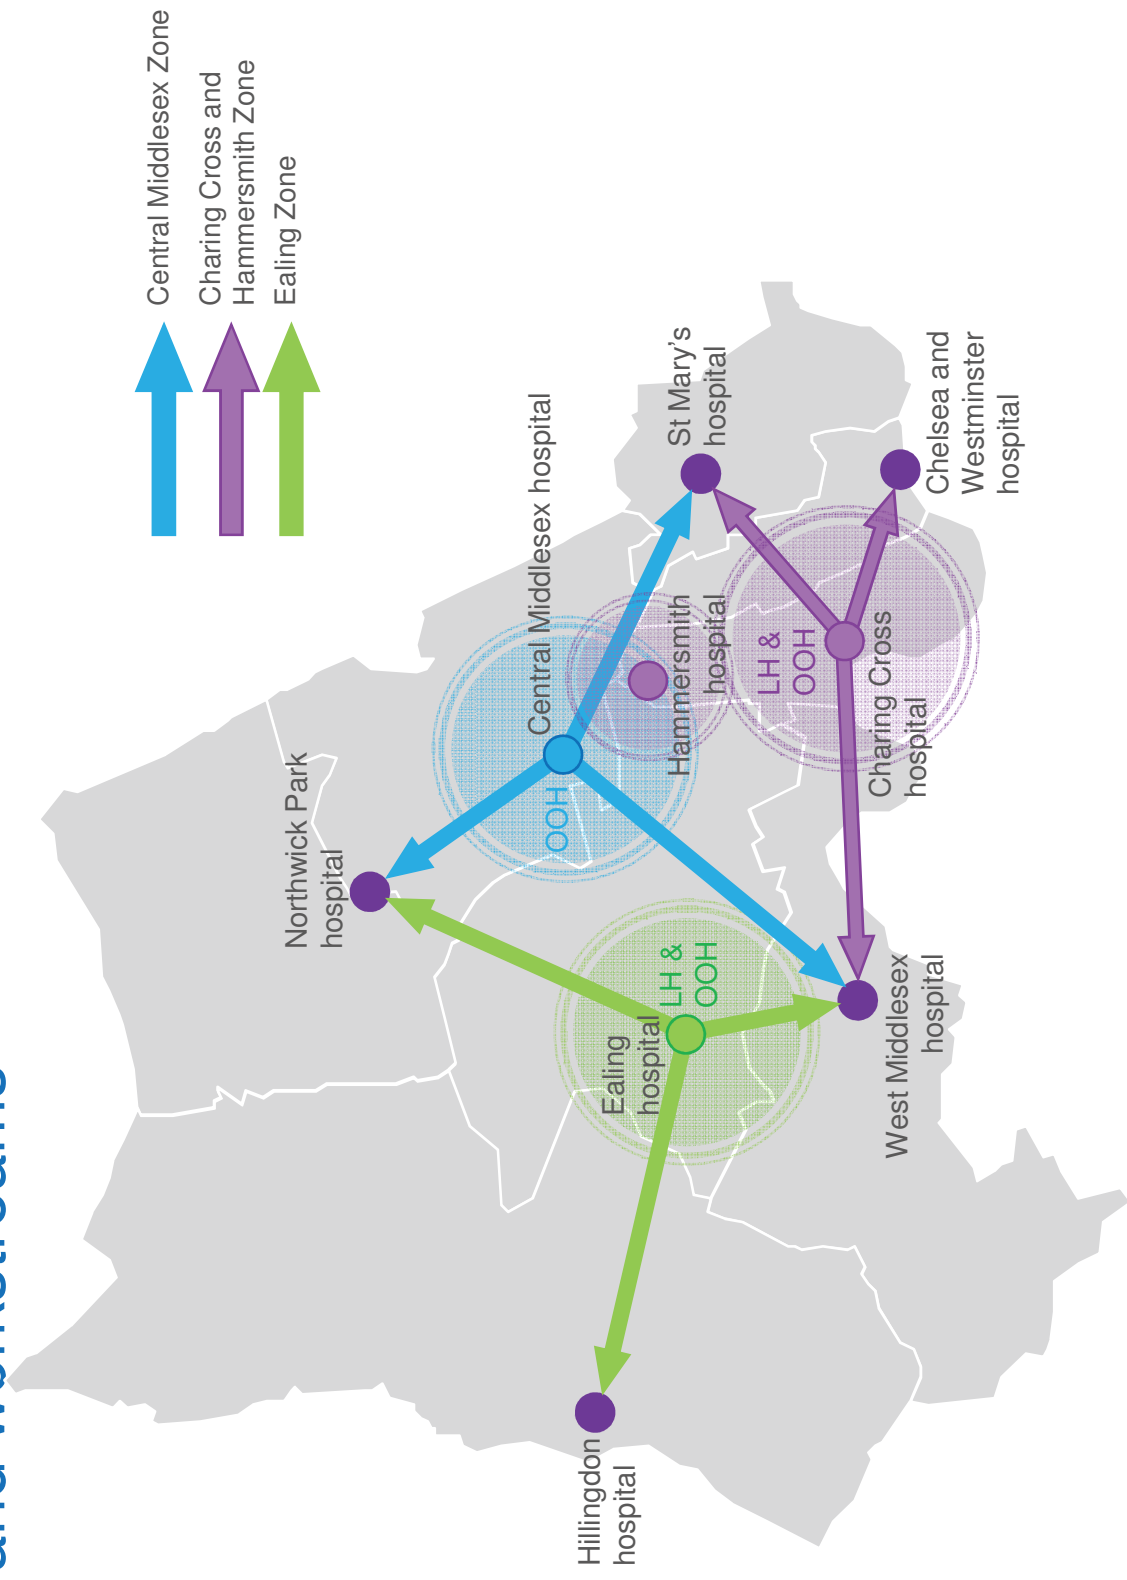 Central Middlesex Zone
Charing Cross and
Hammersmith Zone
Ealing Zone
Northwick Park
hospital
Central Middlesex hospital
OOH
St Mary’s
hospital
Hammersmith
hospital
LH &
OOH
Charing Cross
hospital
Chelsea and
Westminster
hospital
Ealing
hospital
LH &
OOH
West Middlesex
hospital
Hillingdon
hospital